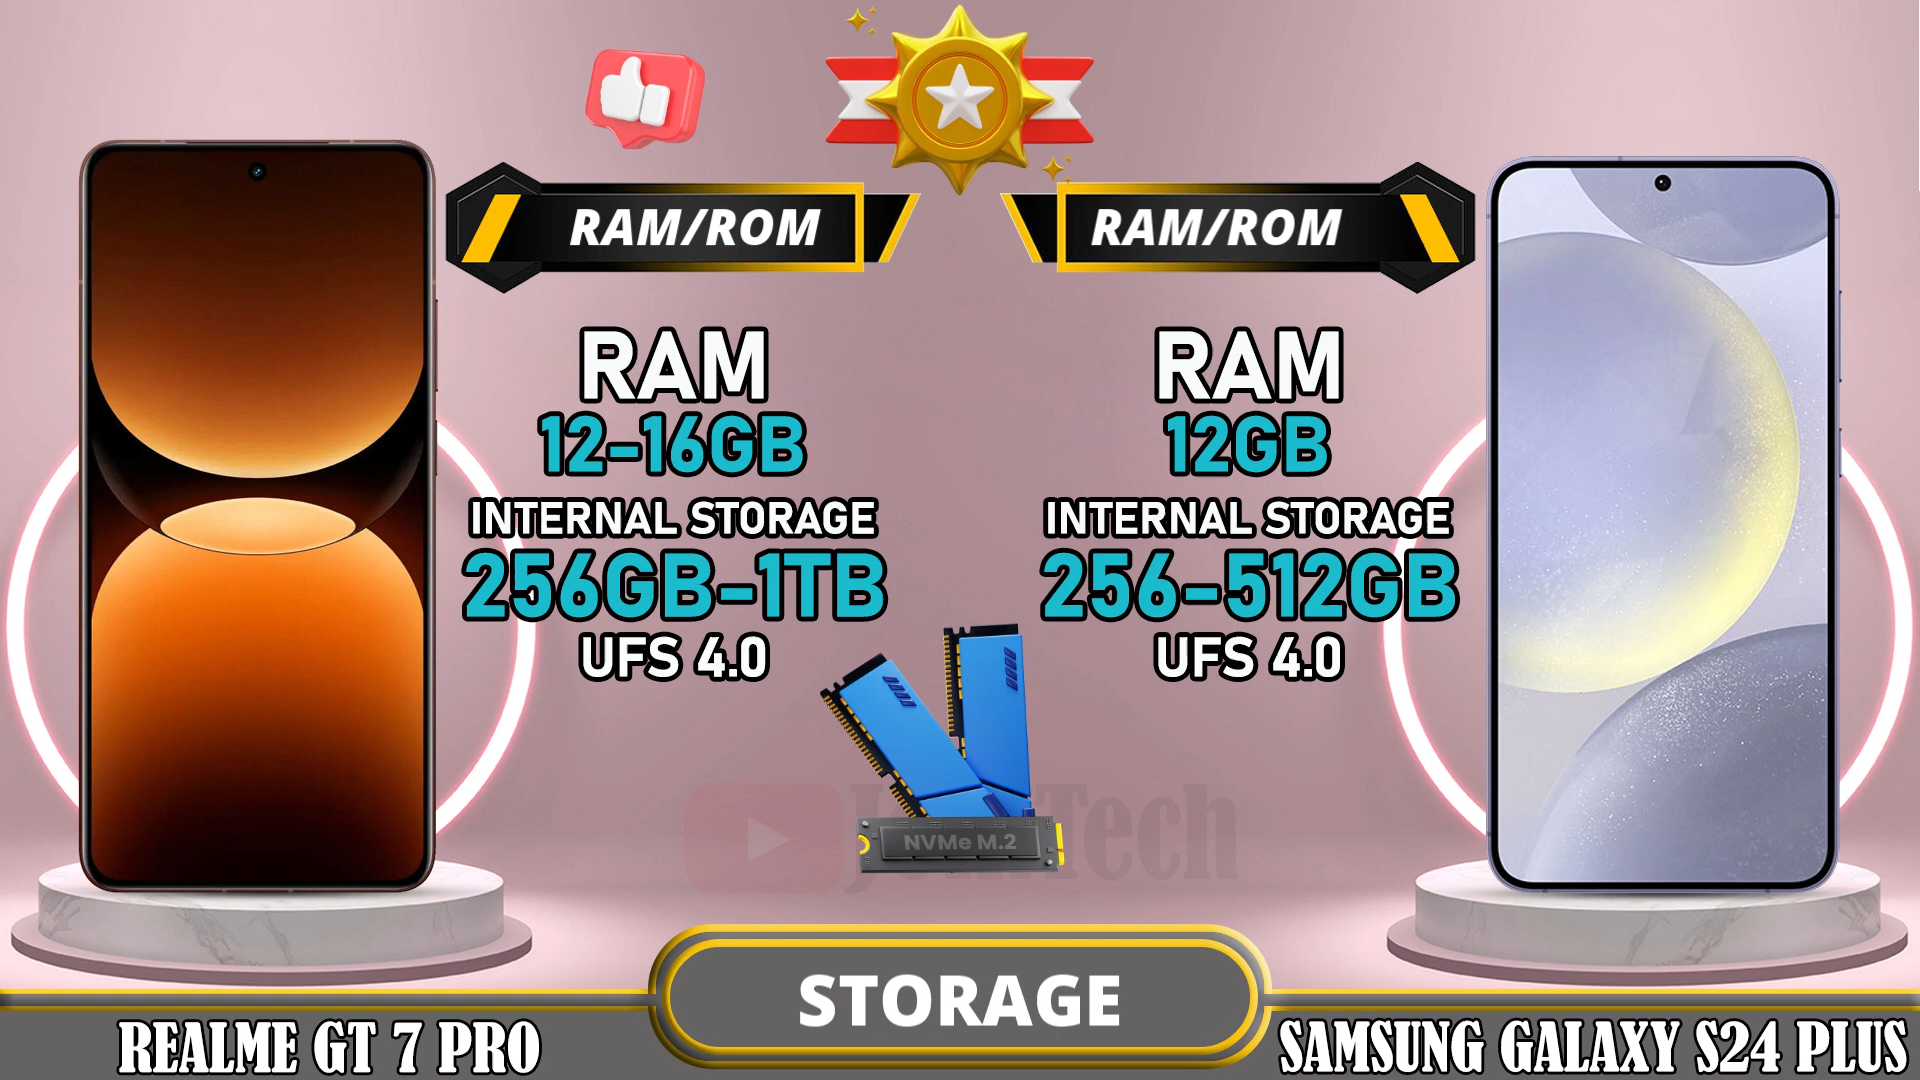 RAM/ROM
RAM/ROM
RAM
12-16GB
INTERNAL STORAGE
256GB-1TB
UFS 4.0
RAM
12GB
INTERNAL STORAGE
256-512GB
UFS 4.0
NVMe M.2
STORAGE
REALME GT 7 PRO
SAMSUNG GALAXY S24 PLUS